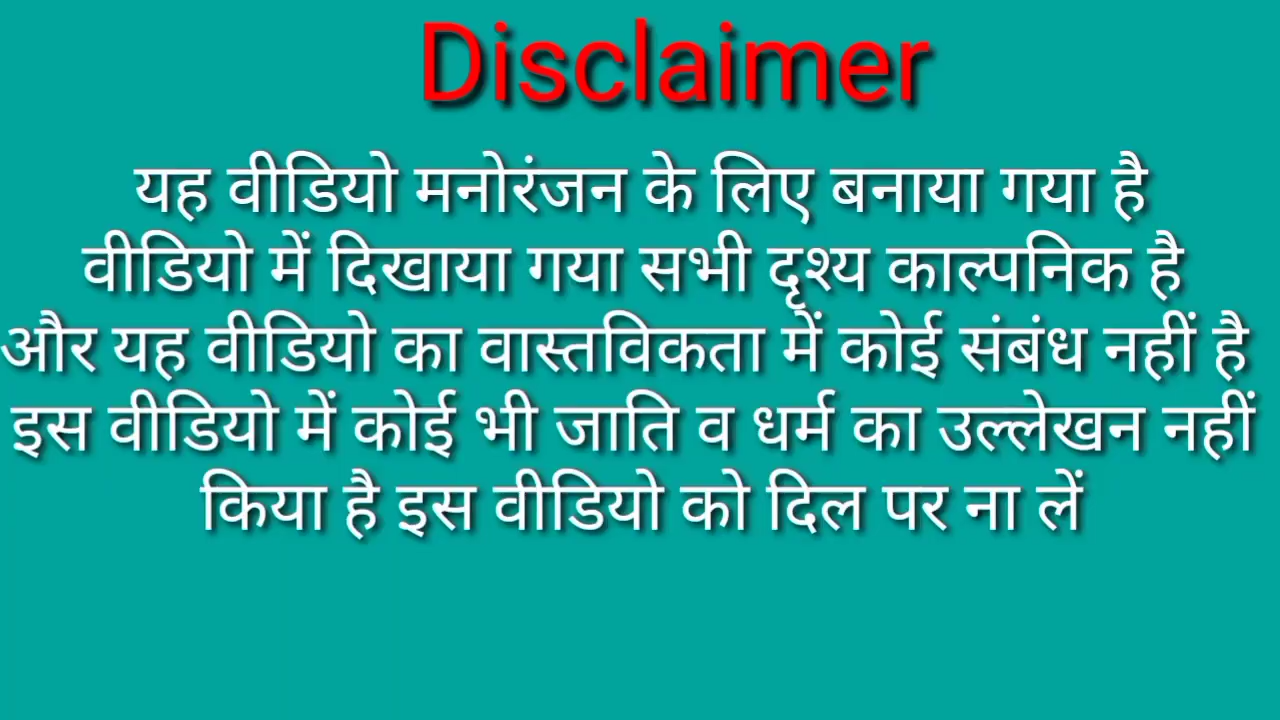 Disclaimer
यह वीडियो मनोरंजन के लिए बनाया गया है
वीडियो में दिखाया गया सभी दृश्य काल्पनिक है
और यह वीडियो का वास्तविकता में कोई संबंध नहीं है
इस वीडियो में कोई भी जाति व धर्म का उल्लेखन नहीं
किया है इस वीडियो को दिल पर ना लें